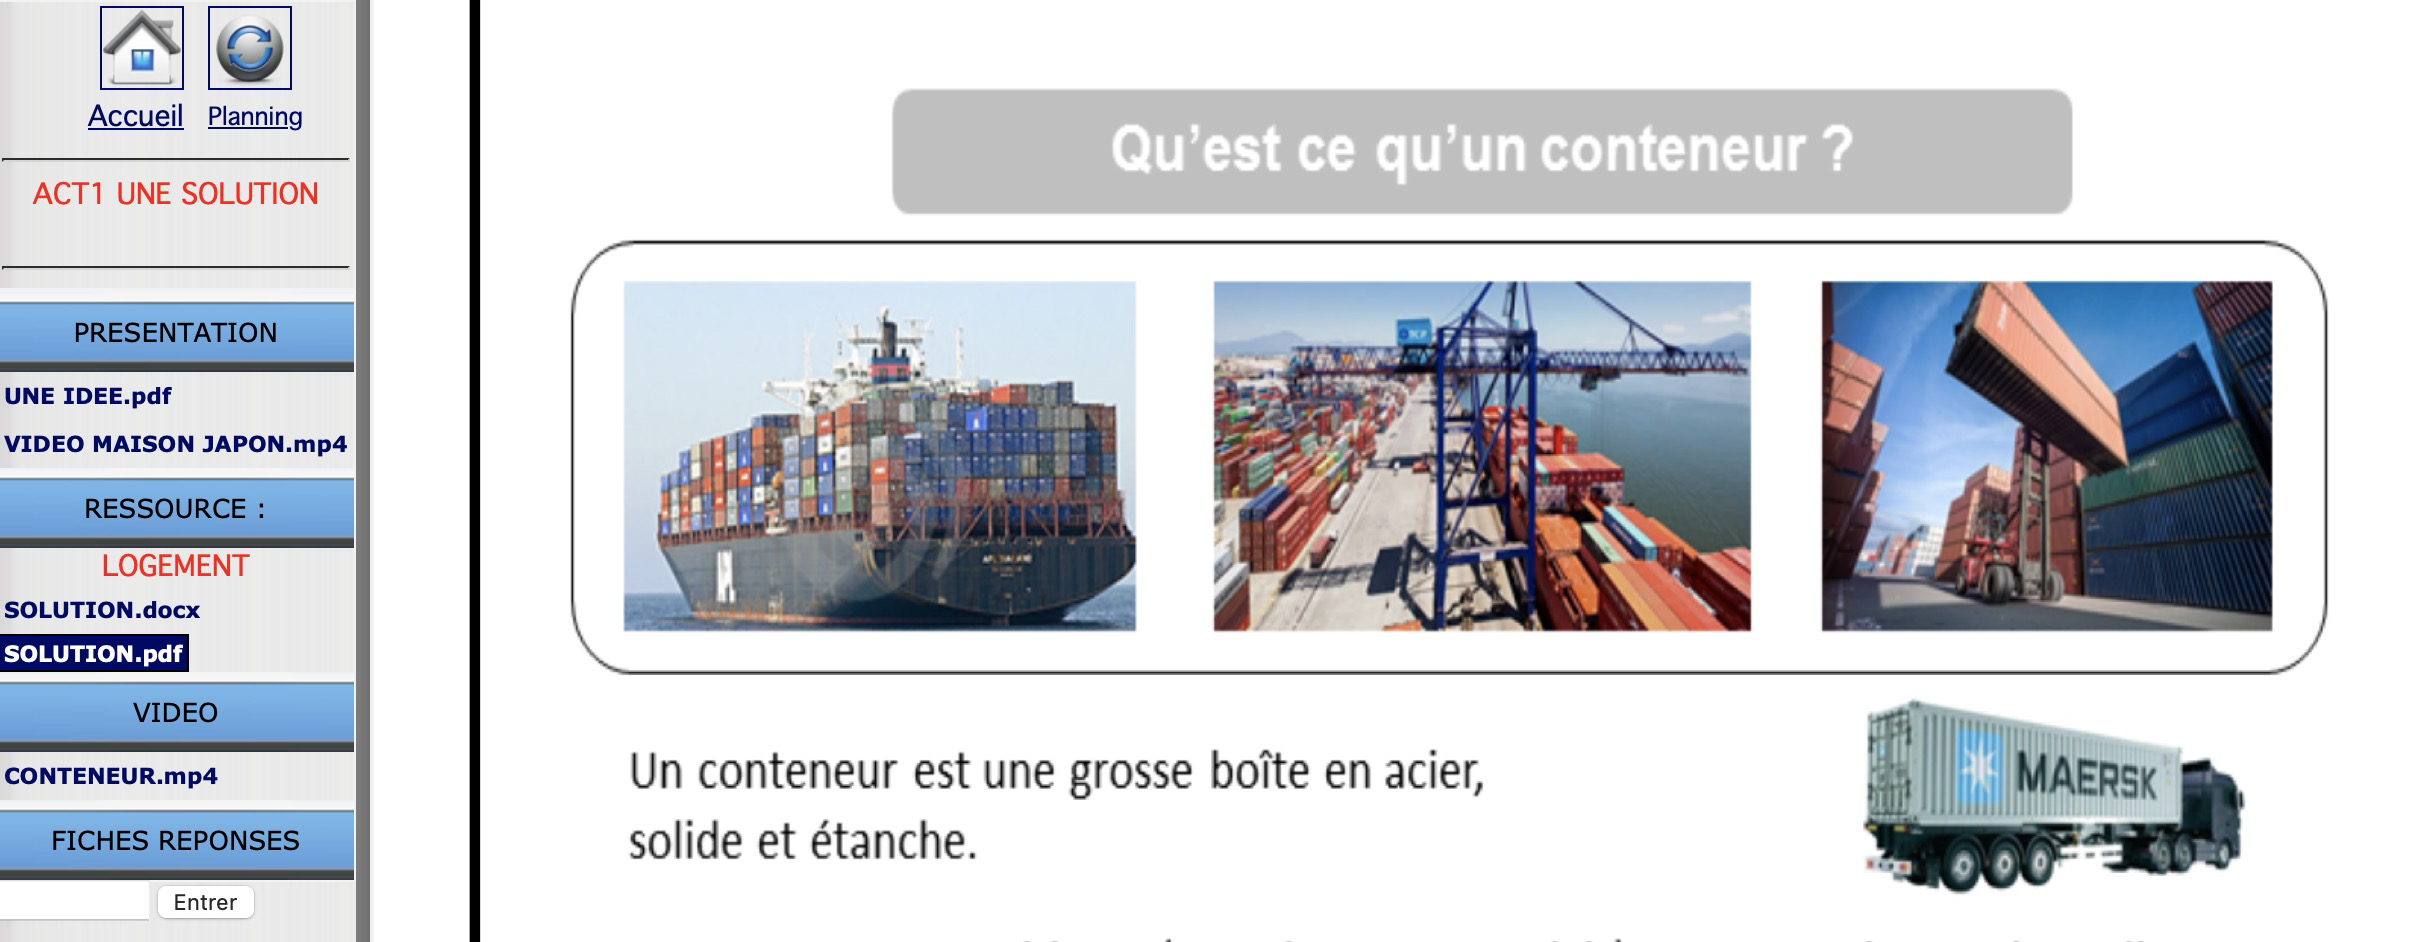 Accueil
Planning
ACT1 UNE SOLUTION
PRESENTATION
UNE IDEE.pdf
VIDEO MAISON JAPON.mp4
RESSOURCE :
LOGEMENT
SOLUTION.docx
SOLUTION.pdf
VIDEO
CONTENEUR.mp4
FICHES REPONSES
Entrer
Qu’est ce qu’un conteneur ?
Un conteneur est une grosse boîte en acier,
solide et étanche.
MAERSK